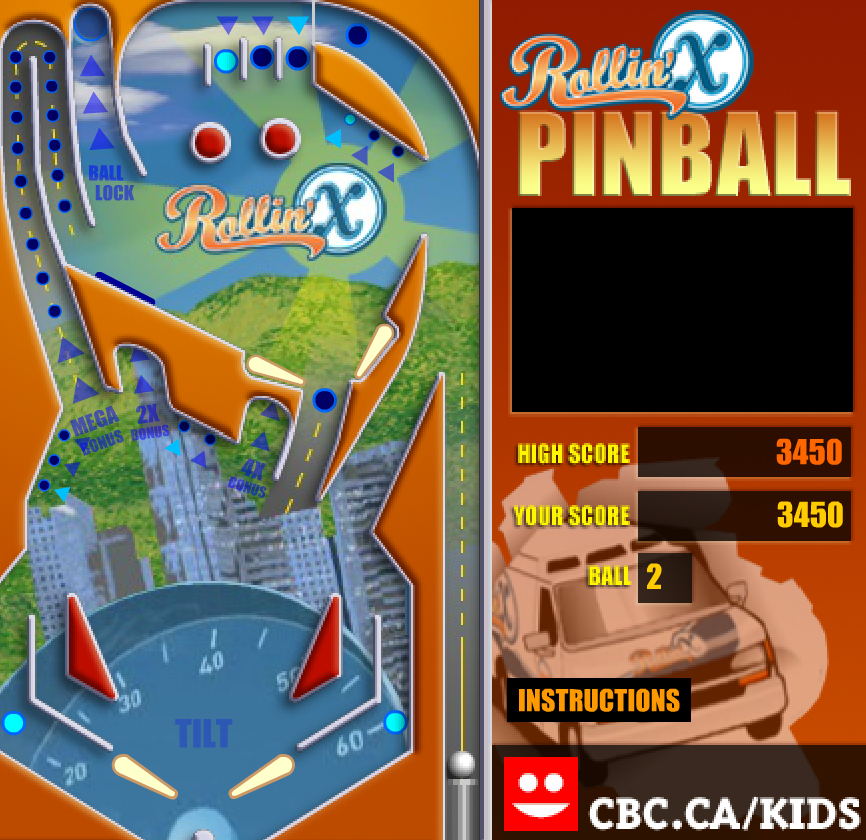 BALL
LOCK
Rollin'X
MEGA
BONUS
2X
BONUS
4X
BONUS
20
30
40
50
60
TILT
Rollin'X
PINBALL
HIGH SCORE 3450
YOUR SCORE 3450
BALL 2
Rollin'X
INSTRUCTIONS
CBC.CA/KIDS